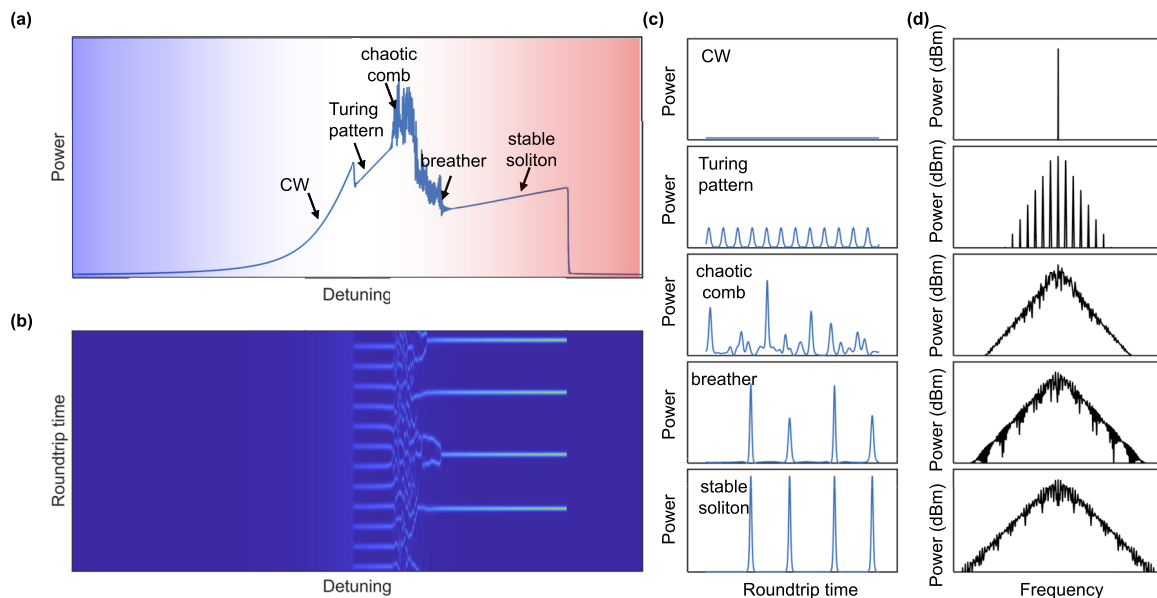 (a)
chaotic
comb
Turing
pattern
CW
breather
stable
soliton
Power
Detuning
(b)
Roundtrip time
Detuning
(c)
CW
Power
Turing
pattern
Power
chaotic
comb
Power
breather
Power
stable
soliton
Power
Roundtrip time
(d)
Power (dBm)
Power (dBm)
Power (dBm)
Power (dBm)
Power (dBm)
Frequency